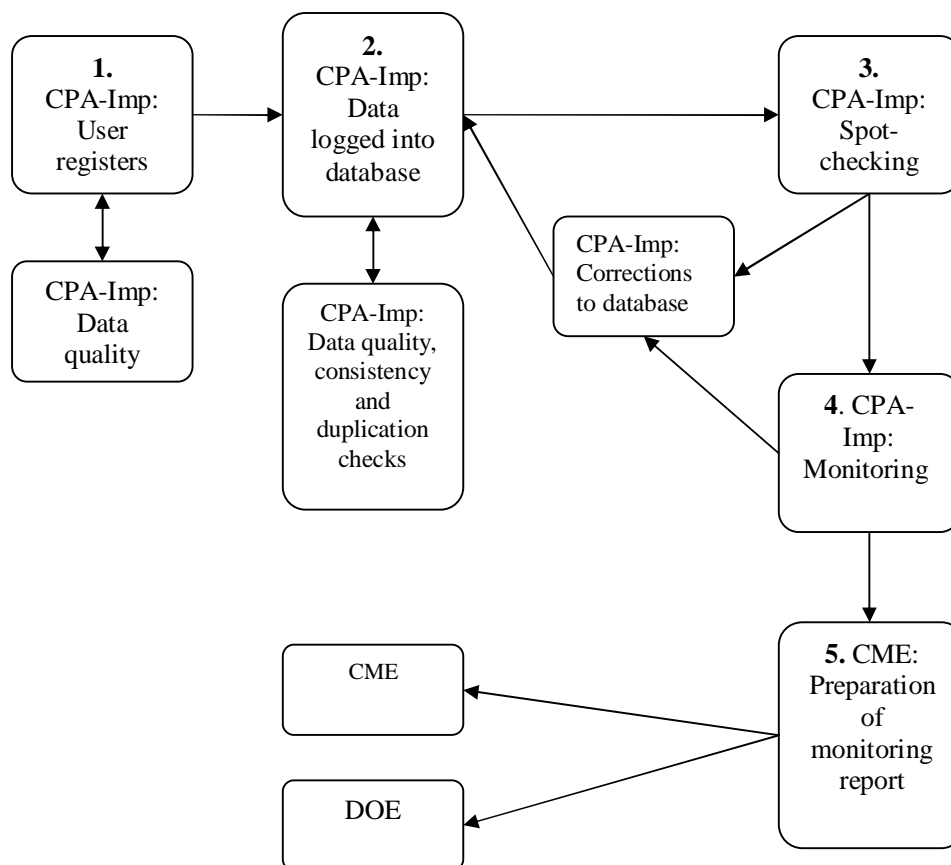 1.
CPA-Imp:
User
registers
2.
CPA-Imp:
Data
logged into
database
3.
CPA-Imp:
Spot-
checking
CPA-Imp:
Data
quality
CPA-Imp:
Data quality,
consistency
and
duplication
checks
CPA-Imp:
Corrections
to database
4. CPA-
Imp:
Monitoring
5. CME:
Preparation
of
monitoring
report
CME
DOE